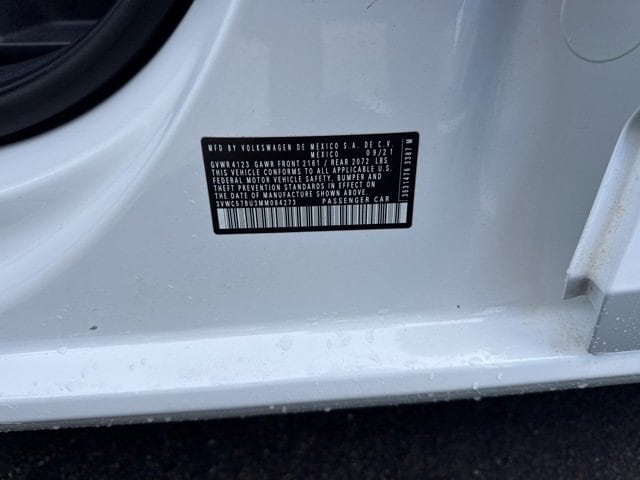 MFD BY VOLKSWAGEN DE MEXICO S.A. DE C.V.
MEXICO 09/21
GVWR 4123 GAWR FRONT 2161 / REAR 2072 LBS
THIS VEHICLE CONFORMS TO ALL APPLICABLE U.S.
FEDERAL MOTOR VEHICLE SAFETY, BUMPER AND
THEFT PREVENTION STANDARDS IN EFFECT ON
THE DATE OF MANUFACTURE SHOWN ABOVE.
3VWC57BU3MM084273 PASSENGER CAR